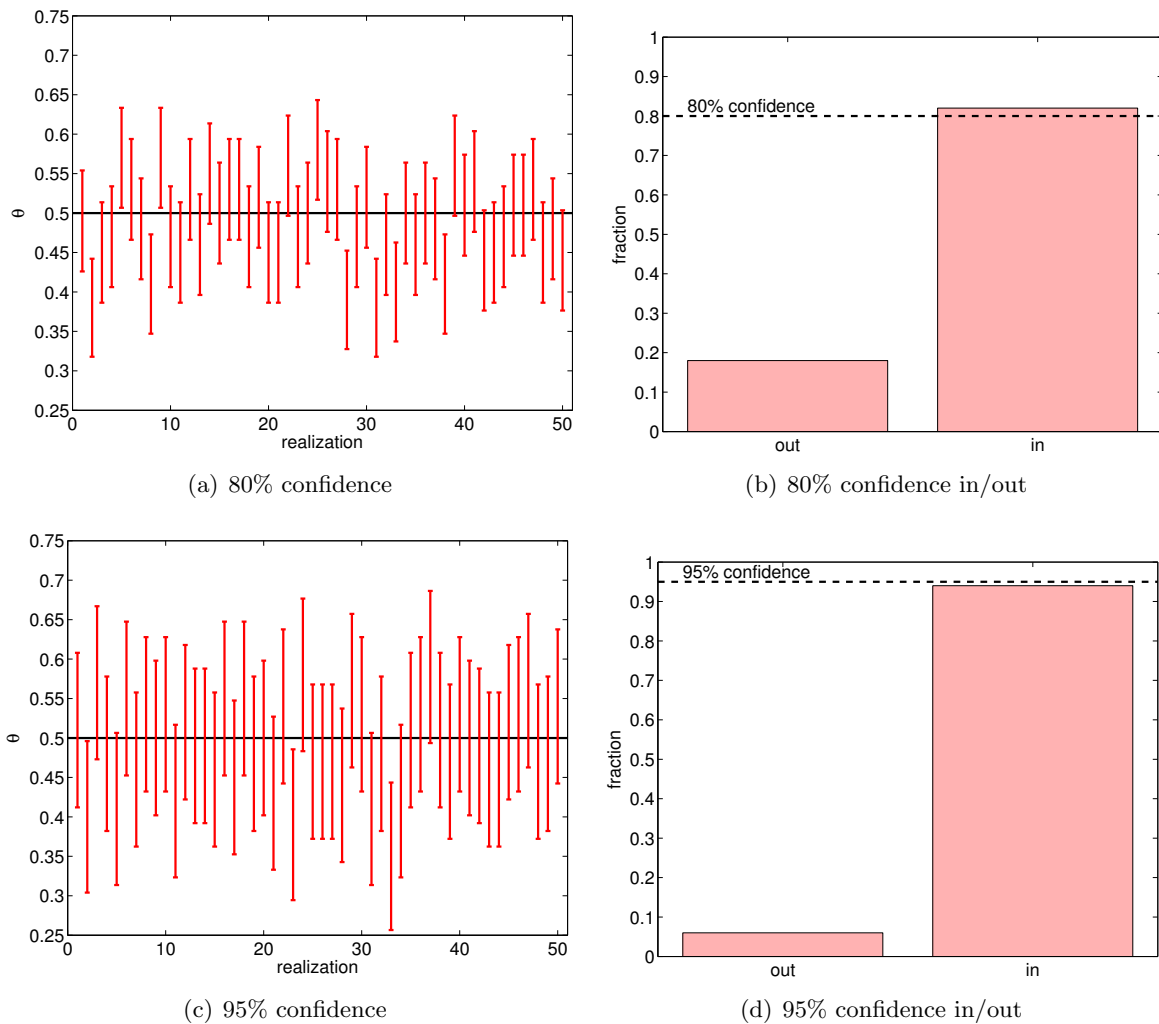 0.75
0.7
0.65
0.6
0.55
0.5
0.45
0.4
0.35
0.3
0.25
θ
0 10 20 30 40 50
realization
(a) 80% confidence
1
0.9
0.8
0.7
0.6
0.5
0.4
0.3
0.2
0.1
0
fraction
80% confidence
out in
(b) 80% confidence in/out
0.75
0.7
0.65
0.6
0.55
0.5
0.45
0.4
0.35
0.3
0.25
θ
0 10 20 30 40 50
realization
(c) 95% confidence
1
0.9
0.8
0.7
0.6
0.5
0.4
0.3
0.2
0.1
0
fraction
95% confidence
out in
(d) 95% confidence in/out